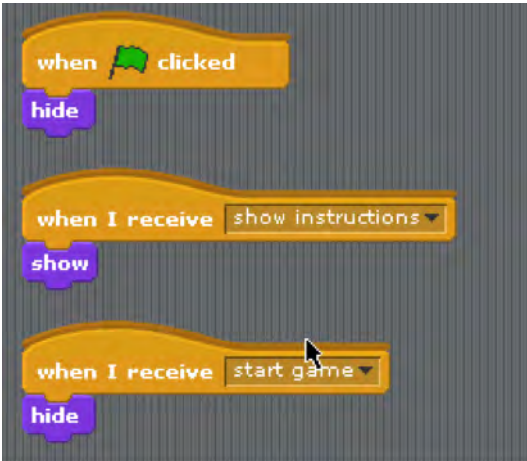 when clicked
hide
when I receive show instructions
show
when I receive start game
hide